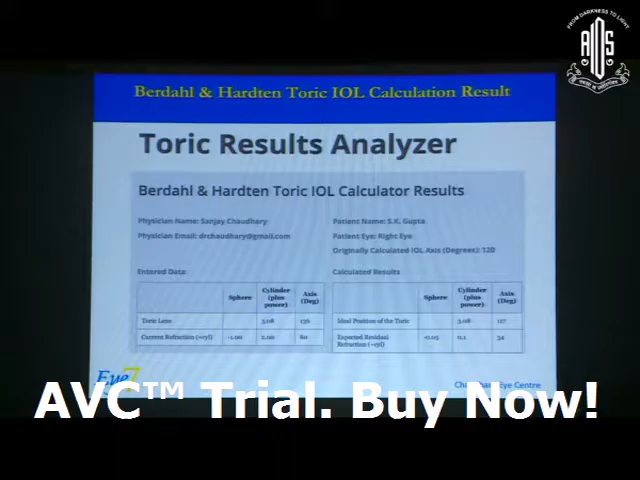 FROM DARKNESS TO LIGHT
AIOS
Berdahl & Hardten Toric IOL Calculation Result
Toric Results Analyzer
Berdahl & Hardten Toric IOL Calculator Results
Physician Name: Sanjay Chaudhary
Patient Name: S.K. Gupta
Physician Email: drchaudhary@gmail.com
Patient Eye: Right Eye
Originally Calculated IOL Axis (Degrees): 120
Entered Data:
Calculated Results
Sphere Cylinder (plus power) Axis (Deg)
Sphere Cylinder (plus power) Axis (Deg)
Toric Lens 3.08 136
Ideal Position of the Toric 3.08 117
Current Refraction (+cyl) -1.00 2.00 80
Expected Residual Refraction (+cyl) -0.05 0.1 34
Eye7
Eye Centre
AVC™ Trial. Buy Now!